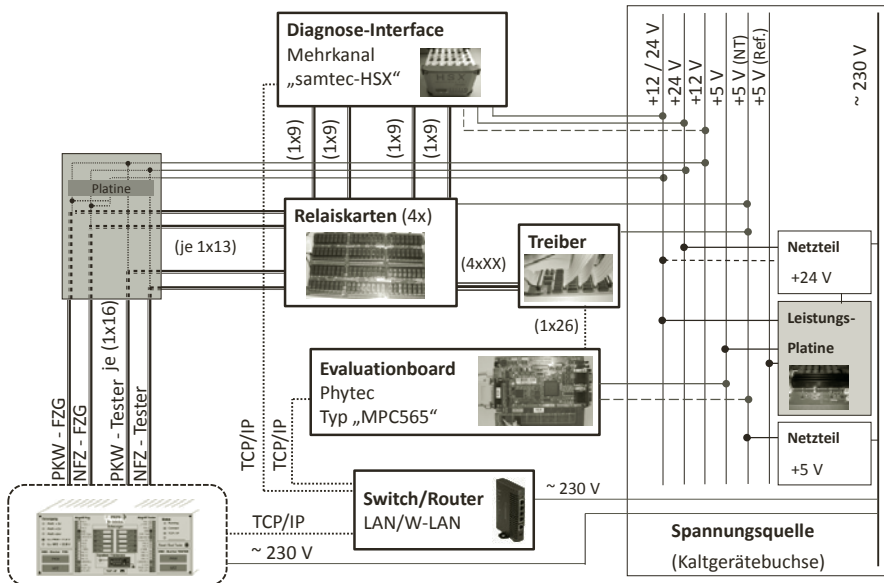 Diagnose-Interface
Mehrkanal
„samtec-HSX“
HSX
+12 / 24 V
+24 V
+12 V
+5 V
+5 V (NT)
+5 V (Ref.)
~ 230 V
(1x9)
(1x9)
(1x9)
(1x9)
Platine
Relaiskarten (4x)
(je 1x13)
(4xXX)
Treiber
(1x26)
Netzteil
+24 V
Leistungs-
Platine
Netzteil
+5 V
je (1x16)
PKW - FZG
NFZ - FZG
PKW - Tester
NFZ - Tester
Evaluationboard
Phytec
Typ „MPC565“
TCP/IP
TCP/IP
Switch/Router
LAN/W-LAN
~ 230 V
TCP/IP
~ 230 V
Spannungsquelle
(Kaltgerätebuchse)